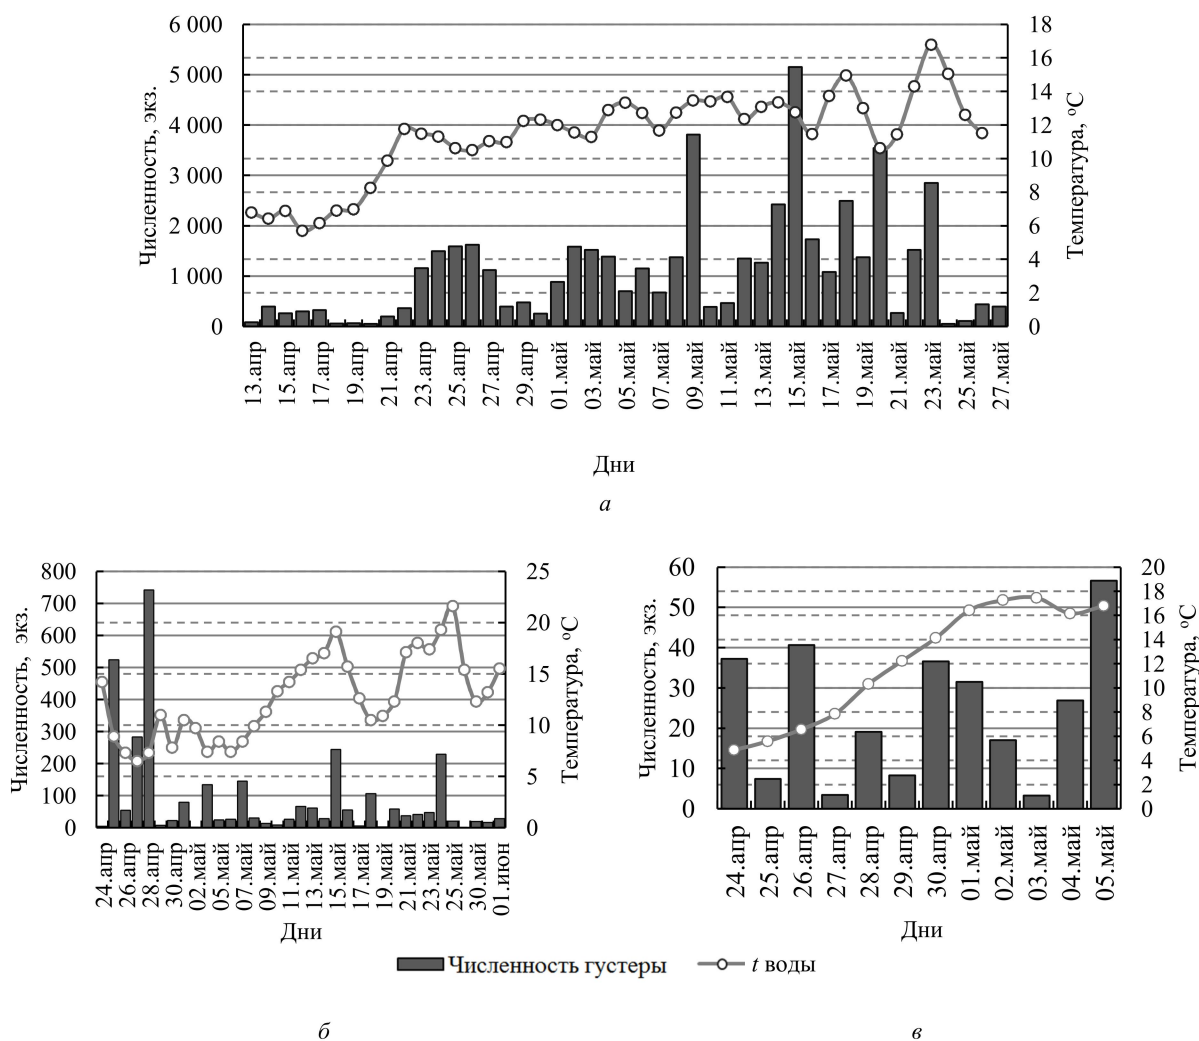 6 000
5 000
4 000
3 000
2 000
1 000
0
Численность, экз.
18
16
14
12
10
8
6
4
2
0
Температура, °С
13.апр
15.апр
17.апр
19.апр
21.апр
23.апр
25.апр
27.апр
29.апр
01.май
03.май
05.май
07.май
09.май
11.май
13.май
15.май
17.май
19.май
21.май
23.май
25.май
27.май
Дни
а
800
700
600
500
400
300
200
100
0
Численность, экз.
25
20
15
10
5
0
Температура, °С
24.апр
26.апр
28.апр
30.апр
02.май
05.май
07.май
09.май
11.май
13.май
15.май
17.май
19.май
21.май
23.май
25.май
30.май
01.июн
Дни
60
50
40
30
20
10
0
Численность, экз.
20
18
16
14
12
10
8
6
4
2
0
Температура, °С
24.апр
25.апр
26.апр
27.апр
28.апр
29.апр
30.апр
01.май
02.май
03.май
04.май
05.май
Дни
Численность густеры
t воды
б
в